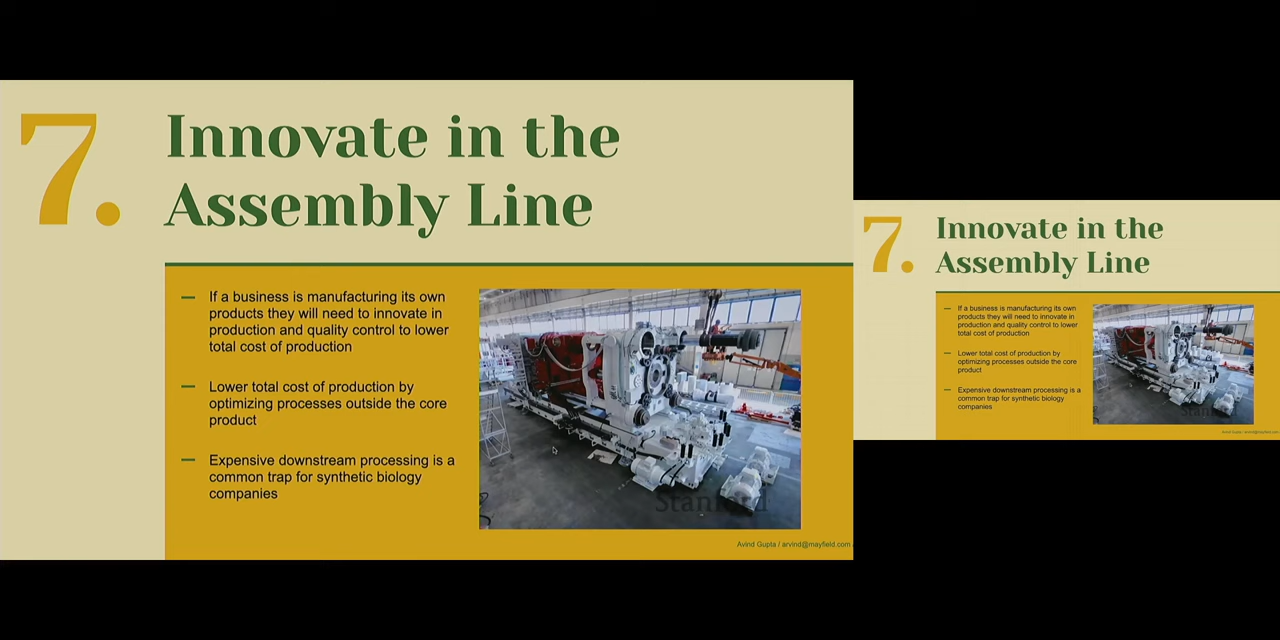 7.
Innovate in the
Assembly Line
— If a business is manufacturing its own
products they will need to innovate in
production and quality control to lower
total cost of production
— Lower total cost of production by
optimizing processes outside the core
product
— Expensive downstream processing is a
common trap for synthetic biology
companies
Stanford
Avind Gupta / arvind@mayfield.com
7.
Innovate in the
Assembly Line
— If a business is manufacturing its own
products they will need to innovate in
production and quality control to lower
total cost of production
— Lower total cost of production by
optimizing processes outside the core
product
— Expensive downstream processing is a
common trap for synthetic biology
companies
Stanford